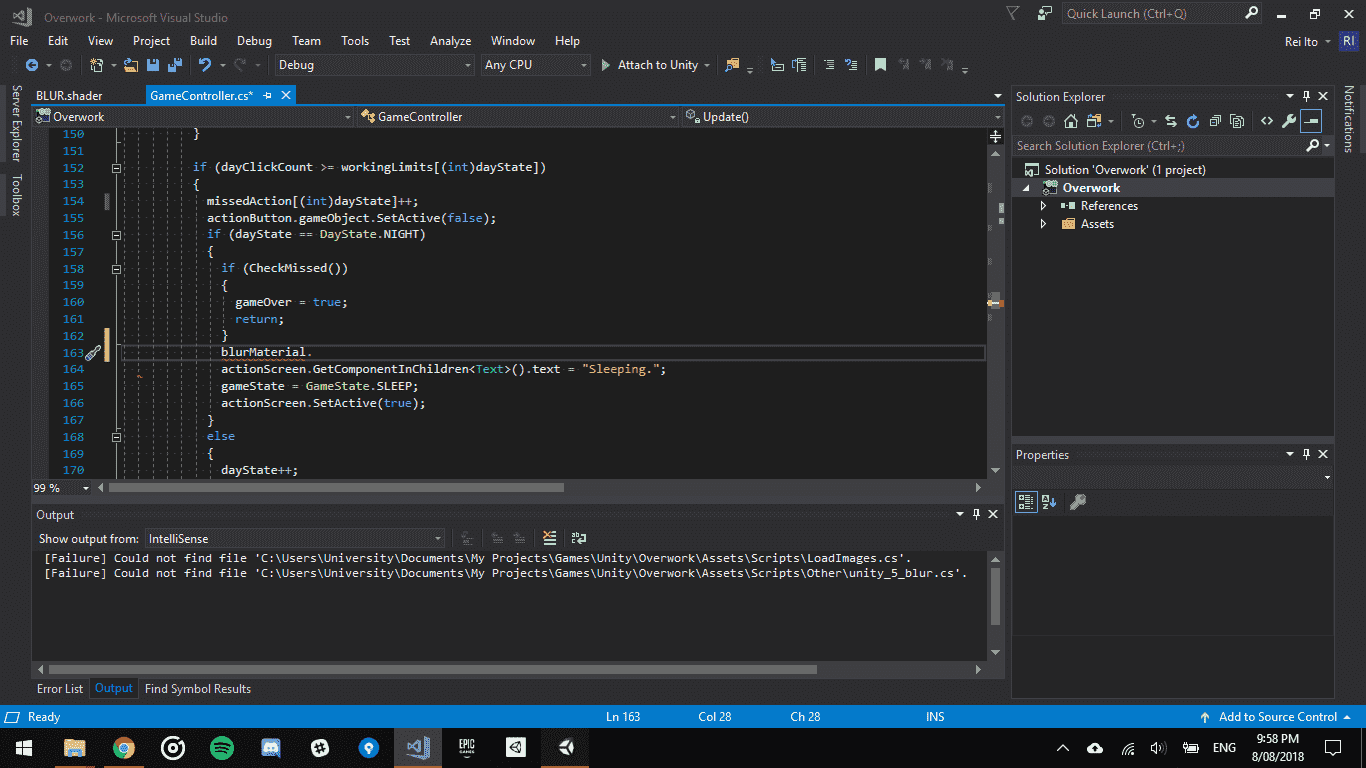 Overwork - Microsoft Visual Studio
Quick Launch (Ctrl+Q)
File Edit View Project Build Debug Team Tools Test Analyze Window Help
Rei Ito RI
Debug Any CPU Attach to Unity
Server Explorer
Toolbox
BLUR.shader GameController.cs*
Overwork GameController Update()
150 }
151
152 if (dayClickCount >= workingLimits[(int)dayState])
153 {
154 missedAction[(int)dayState]++;
155 actionButton.gameObject.SetActive(false);
156 if (dayState == DayState.NIGHT)
157 {
158 if (CheckMissed())
159 {
160 gameOver = true;
161 return;
162 }
163 blurMaterial.
164 actionScreen.GetComponentInChildren<Text>().text = "Sleeping.";
165 gameState = GameState.SLEEP;
166 actionScreen.SetActive(true);
167 }
168 else
169 {
170 dayState++;
99 %
Output
Show output from: IntelliSense
[Failure] Could not find file 'C:\Users\University\Documents\My Projects\Games\Unity\Overwork\Assets\Scripts\LoadImages.cs'.
[Failure] Could not find file 'C:\Users\University\Documents\My Projects\Games\Unity\Overwork\Assets\Scripts\Other\unity_5_blur.cs'.
Error List Output Find Symbol Results
Solution Explorer
Search Solution Explorer (Ctrl+;)
Solution 'Overwork' (1 project)
Overwork
References
Assets
Properties
Notifications
Ready Ln 163 Col 28 Ch 28 INS Add to Source Control
EPIC
GAMES
ENG
9:58 PM
8/08/2018